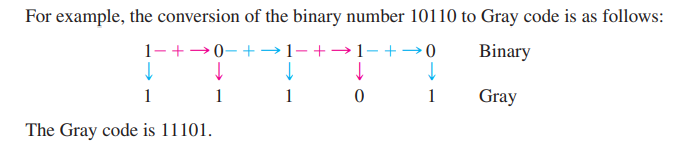 For example, the conversion of the binary number 10110 to Gray code is as follows:
1– + → 0– + → 1– + → 1– + → 0 Binary
↓ ↓ ↓ ↓ ↓
1 1 1 0 1 Gray
The Gray code is 11101.